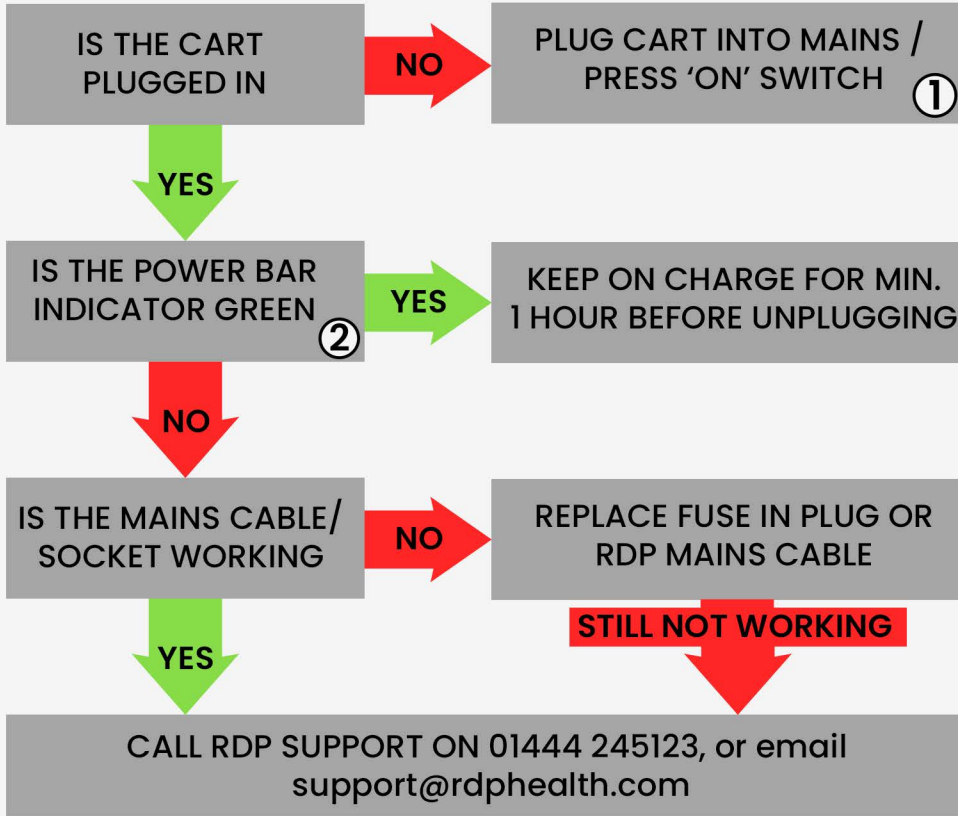 IS THE CART
PLUGGED IN
NO
PLUG CART INTO MAINS /
PRESS ‘ON’ SWITCH
1
YES
IS THE POWER BAR
INDICATOR GREEN
2
YES
KEEP ON CHARGE FOR MIN.
1 HOUR BEFORE UNPLUGGING
NO
IS THE MAINS CABLE/
SOCKET WORKING
NO
REPLACE FUSE IN PLUG OR
RDP MAINS CABLE
STILL NOT WORKING
YES
CALL RDP SUPPORT ON 01444 245123, or email
support@rdphealth.com